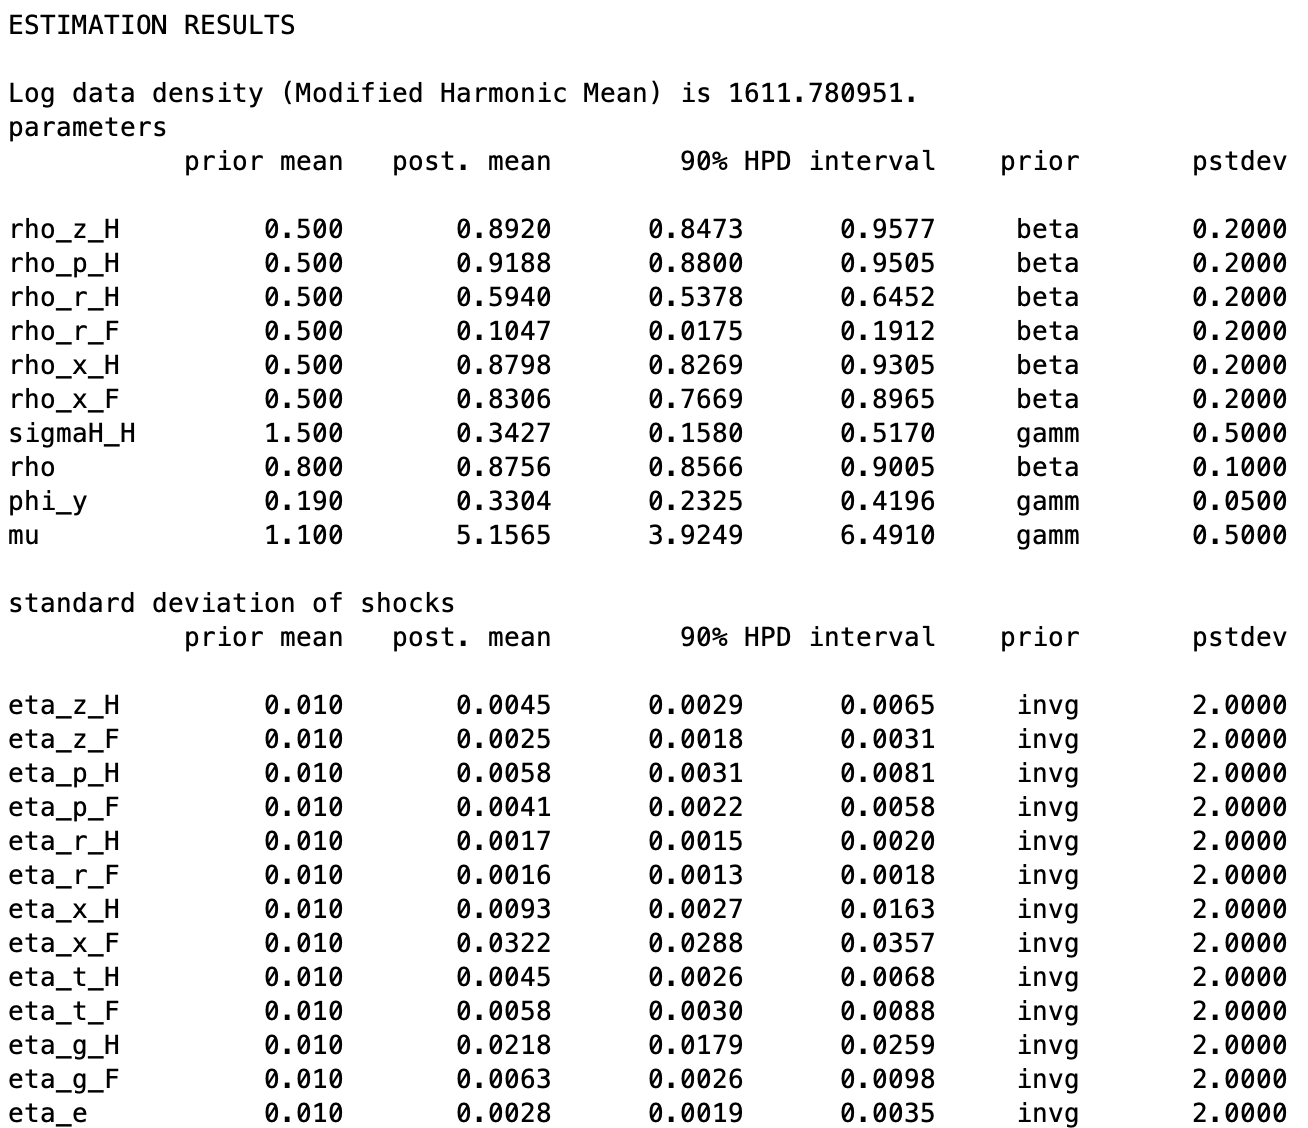 ESTIMATION RESULTS
Log data density (Modified Harmonic Mean) is 1611.780951.
parameters
prior mean post. mean 90% HPD interval prior pstdev
rho_z_H 0.500 0.8920 0.8473 0.9577 beta 0.2000
rho_p_H 0.500 0.9188 0.8800 0.9505 beta 0.2000
rho_r_H 0.500 0.5940 0.5378 0.6452 beta 0.2000
rho_r_F 0.500 0.1047 0.0175 0.1912 beta 0.2000
rho_x_H 0.500 0.8798 0.8269 0.9305 beta 0.2000
rho_x_F 0.500 0.8306 0.7669 0.8965 beta 0.2000
sigmaH_H 1.500 0.3427 0.1580 0.5170 gamm 0.5000
rho 0.800 0.8756 0.8566 0.9005 beta 0.1000
phi_y 0.190 0.3304 0.2325 0.4196 gamm 0.0500
mu 1.100 5.1565 3.9249 6.4910 gamm 0.5000
standard deviation of shocks
prior mean post. mean 90% HPD interval prior pstdev
eta_z_H 0.010 0.0045 0.0029 0.0065 invg 2.0000
eta_z_F 0.010 0.0025 0.0018 0.0031 invg 2.0000
eta_p_H 0.010 0.0058 0.0031 0.0081 invg 2.0000
eta_p_F 0.010 0.0041 0.0022 0.0058 invg 2.0000
eta_r_H 0.010 0.0017 0.0015 0.0020 invg 2.0000
eta_r_F 0.010 0.0016 0.0013 0.0018 invg 2.0000
eta_x_H 0.010 0.0093 0.0027 0.0163 invg 2.0000
eta_x_F 0.010 0.0322 0.0288 0.0357 invg 2.0000
eta_t_H 0.010 0.0045 0.0026 0.0068 invg 2.0000
eta_t_F 0.010 0.0058 0.0030 0.0088 invg 2.0000
eta_g_H 0.010 0.0218 0.0179 0.0259 invg 2.0000
eta_g_F 0.010 0.0063 0.0026 0.0098 invg 2.0000
eta_e 0.010 0.0028 0.0019 0.0035 invg 2.0000